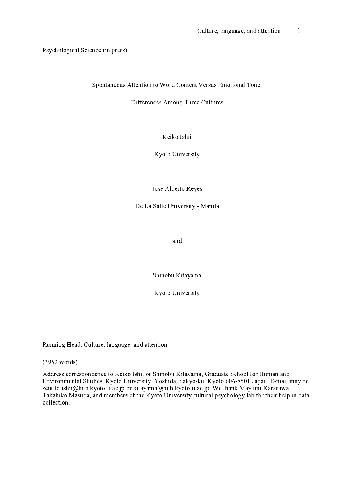 Culture, language, and attention 1
Psychological Science (in press)
Spontaneous Attention to Word Content Versus Emotional Tone:
Differences Among Three Cultures
Keiko Ishii
Kyoto University
Jose Alberto Reyes
De La Salle University - Manila
and
Shinobu Kitayama
Kyoto University
Running Head: Culture, language, and attention
words)
Address correspondence to Keiko Ishii or Shinobu Kitayama, Graduate School of Human and
Environmental Studies, Kyoto University, Yoshida, Sakyo-ku, Kyoto 606-8501 Japan. E-mail may be
We thank Mayumi Karasawa,
Takahiko Masuda, and members of the Kyoto University cultural psychology lab for their help in data
collection.